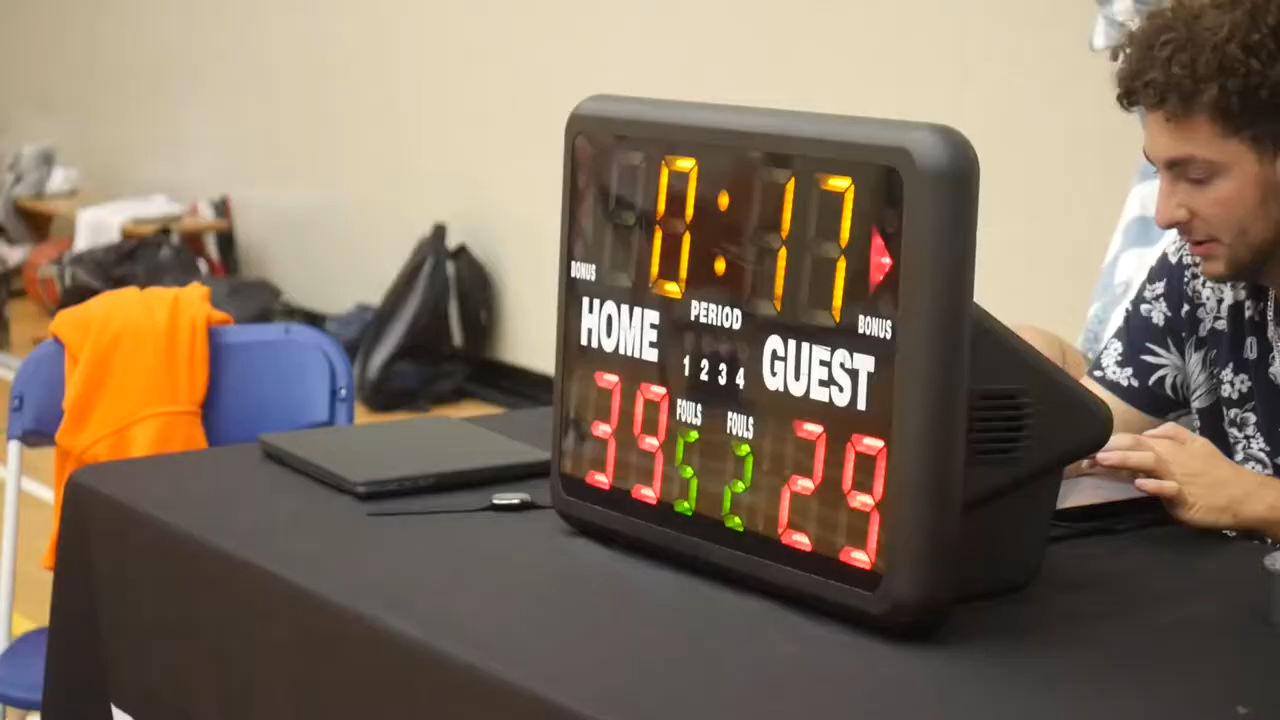 0:17
BONUS
PERIOD
BONUS
HOME
1 2 3 4
GUEST
FOULS FOULS
39 5 2 29